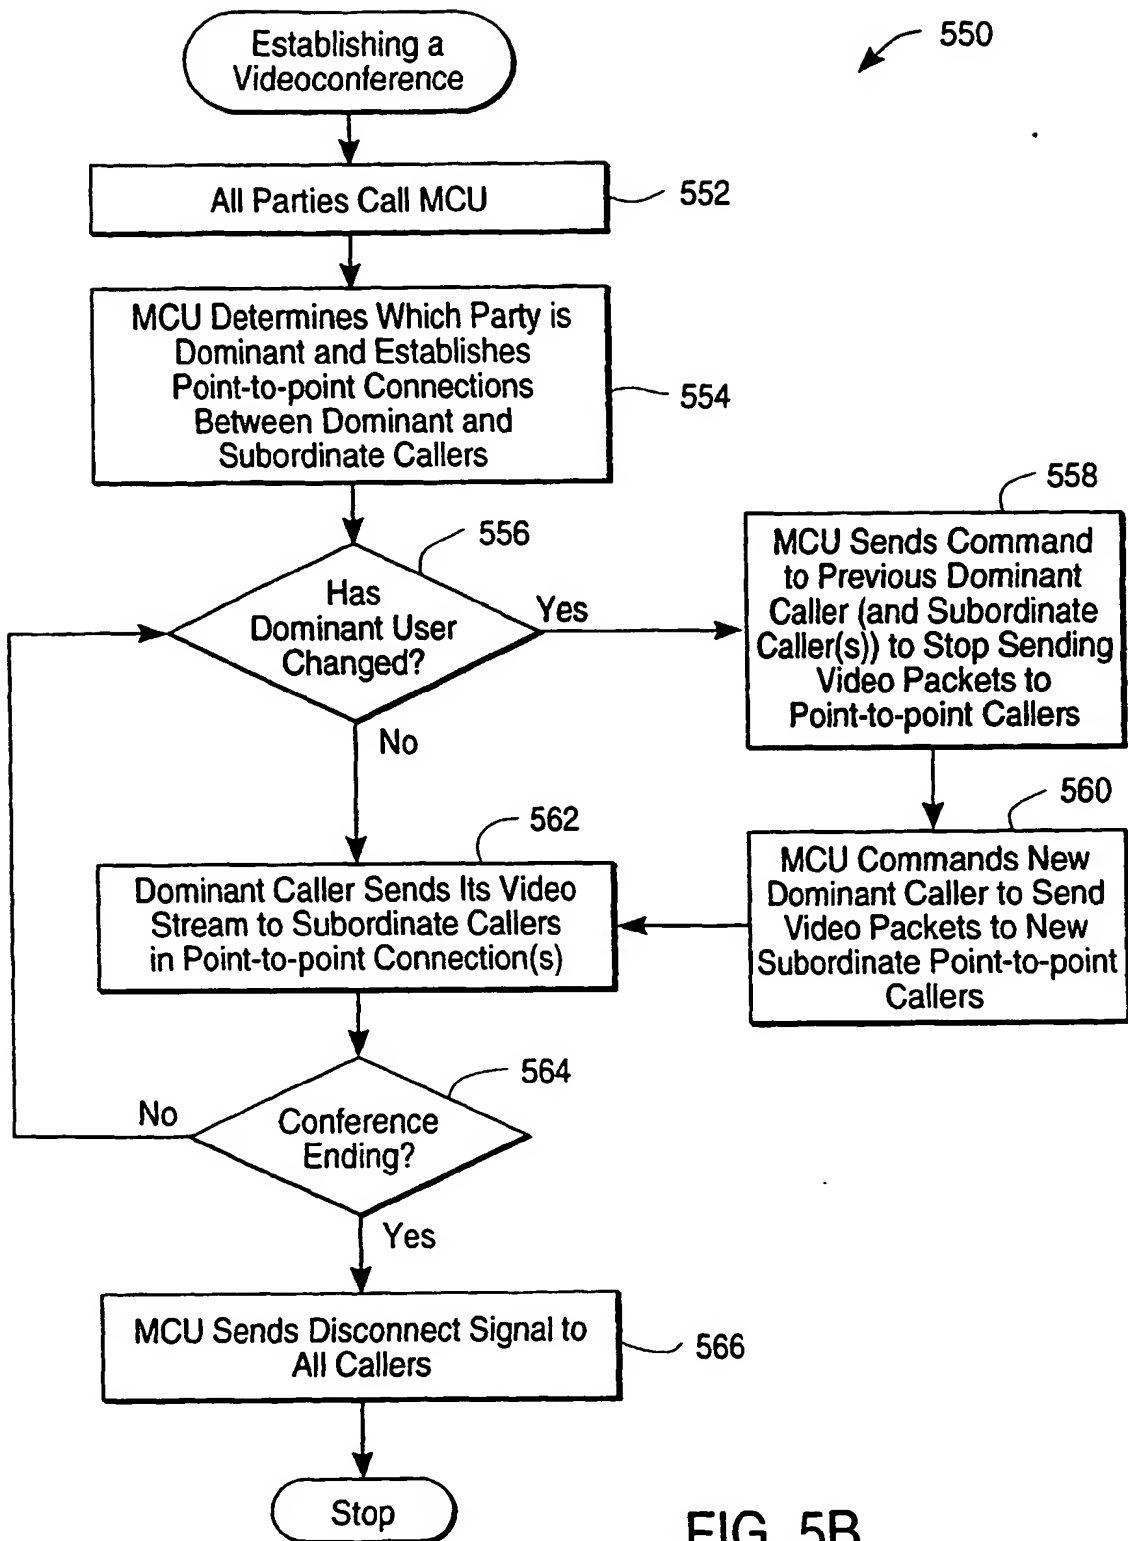 Establishing a
Videoconference
550
All Parties Call MCU
552
MCU Determines Which Party is
Dominant and Establishes
Point-to-point Connections
Between Dominant and
Subordinate Callers
554
556
Has
Dominant User
Changed?
Yes
No
558
MCU Sends Command
to Previous Dominant
Caller (and Subordinate
Caller(s)) to Stop Sending
Video Packets to
Point-to-point Callers
560
MCU Commands New
Dominant Caller to Send
Video Packets to New
Subordinate Point-to-point
Callers
562
Dominant Caller Sends Its Video
Stream to Subordinate Callers
in Point-to-point Connection(s)
564
Conference
Ending?
No
Yes
MCU Sends Disconnect Signal to
All Callers
566
Stop
FIG. 5B